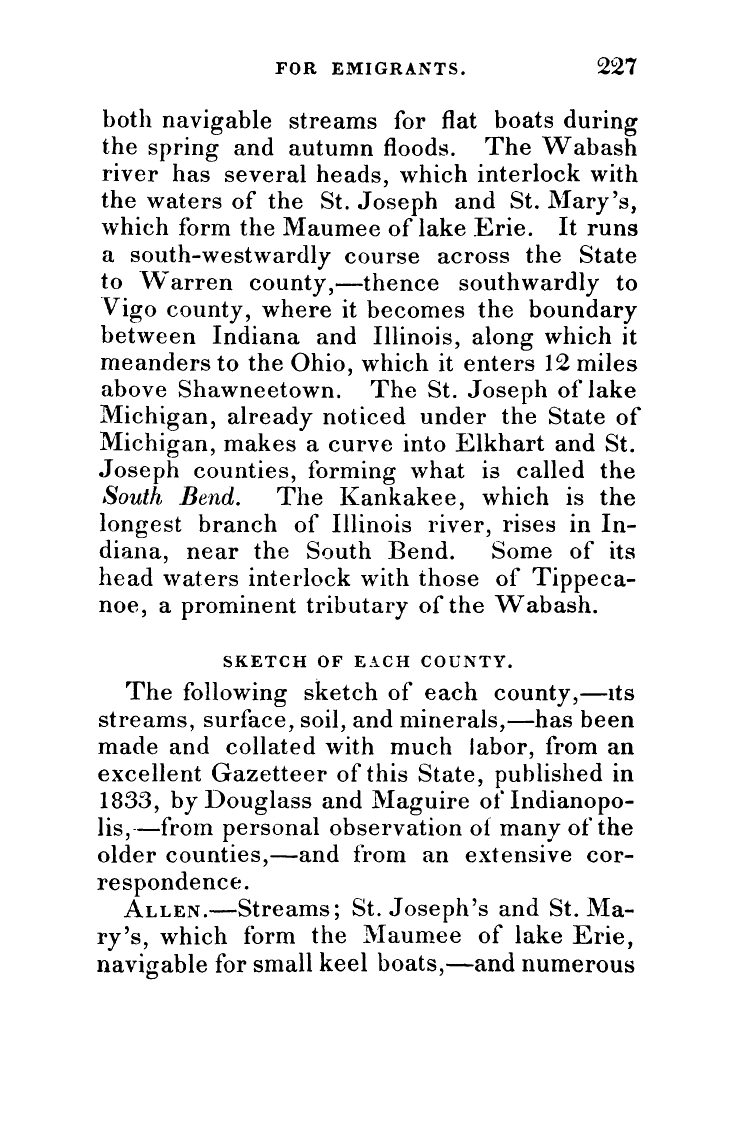 FOR EMIGRANTS. 227
both navigable streams for flat boats during
the spring and autumn floods. The Wabash
river has several heads, which interlock with
the waters of the St. Joseph and St. Mary's,
which form the Maumee of lake Erie. It runs
a south-westwardly course across the State
to Warren county,—thence southwardly to
Vigo county, where it becomes the boundary
between Indiana and Illinois, along which it
meanders to the Ohio, which it enters 12 miles
above Shawneetown. The St. Joseph of lake
Michigan, already noticed under the State of
Michigan, makes a curve into Elkhart and St.
Joseph counties, forming what is called the
South Bend. The Kankakee, which is the
longest branch of Illinois river, rises in In-
diana, near the South Bend. Some of its
head waters interlock with those of Tippeca-
noe, a prominent tributary of the Wabash.
SKETCH OF EACH COUNTY.
The following sketch of each county,—its
streams, surface, soil, and minerals,—has been
made and collated with much labor, from an
excellent Gazetteer of this State, published in
1833, by Douglass and Maguire of Indianopo-
lis,—from personal observation of many of the
older counties,—and from an extensive cor-
respondence.
ALLEN.—Streams; St. Joseph's and St. Ma-
ry's, which form the Maumee of lake Erie,
navigable for small keel boats,—and numerous